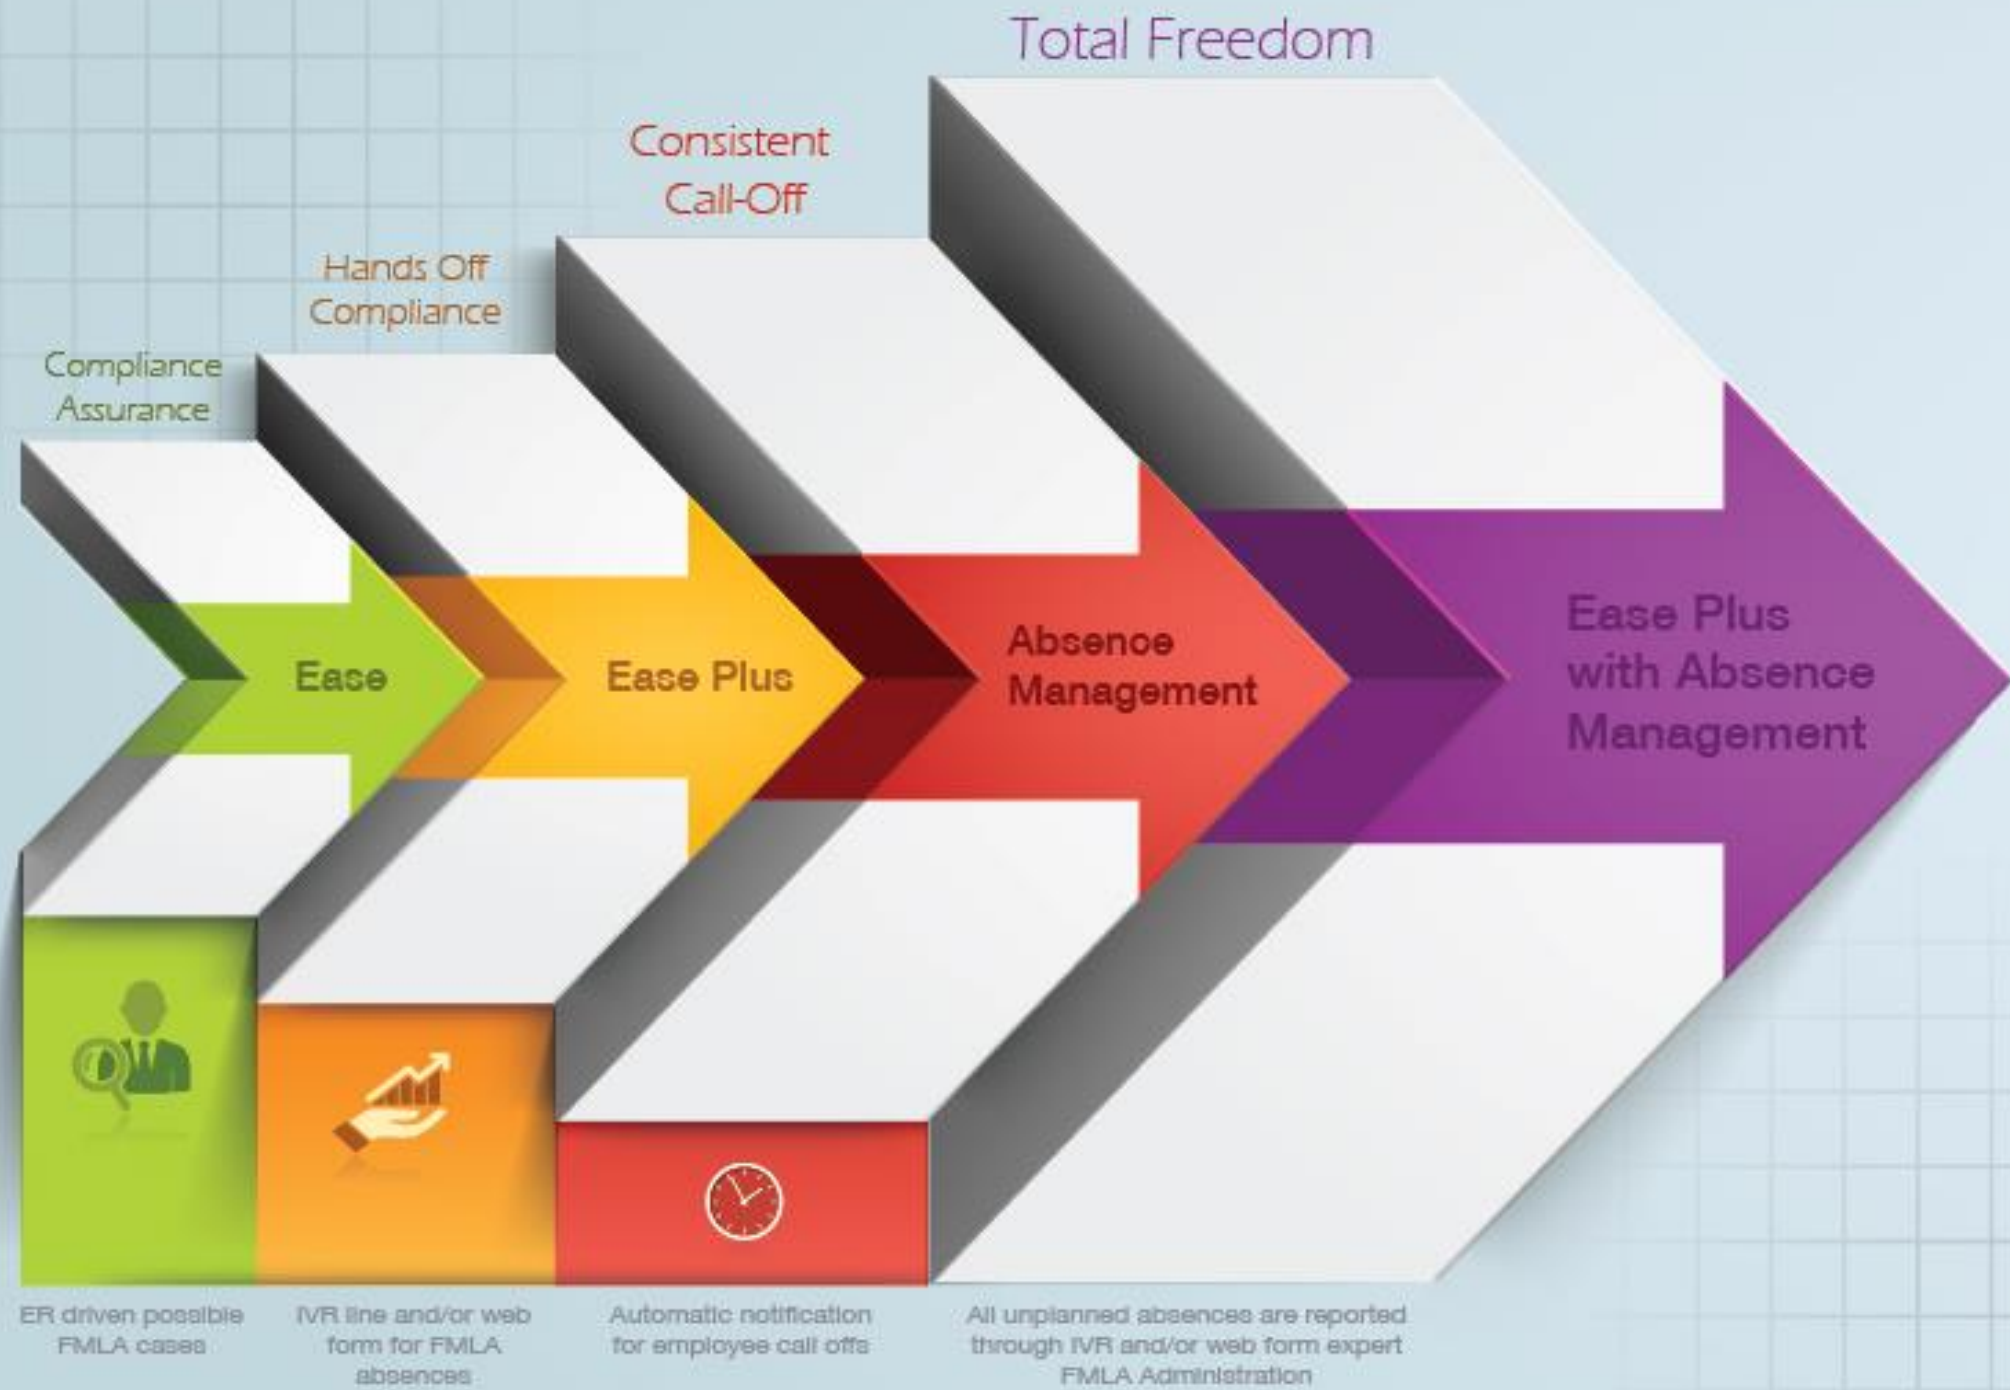 Total Freedom
Consistent
Call-Off
Hands Off
Compliance
Compliance
Assurance
Ease
Ease Plus
Absence
Management
Ease Plus
with Absence
Management
ER driven possible
FMLA cases
IVR line and/or web
form for FMLA
absences
Automatic notification
for employee call offs
All unplanned absences are reported
through IVR and/or web form expert
FMLA Administration